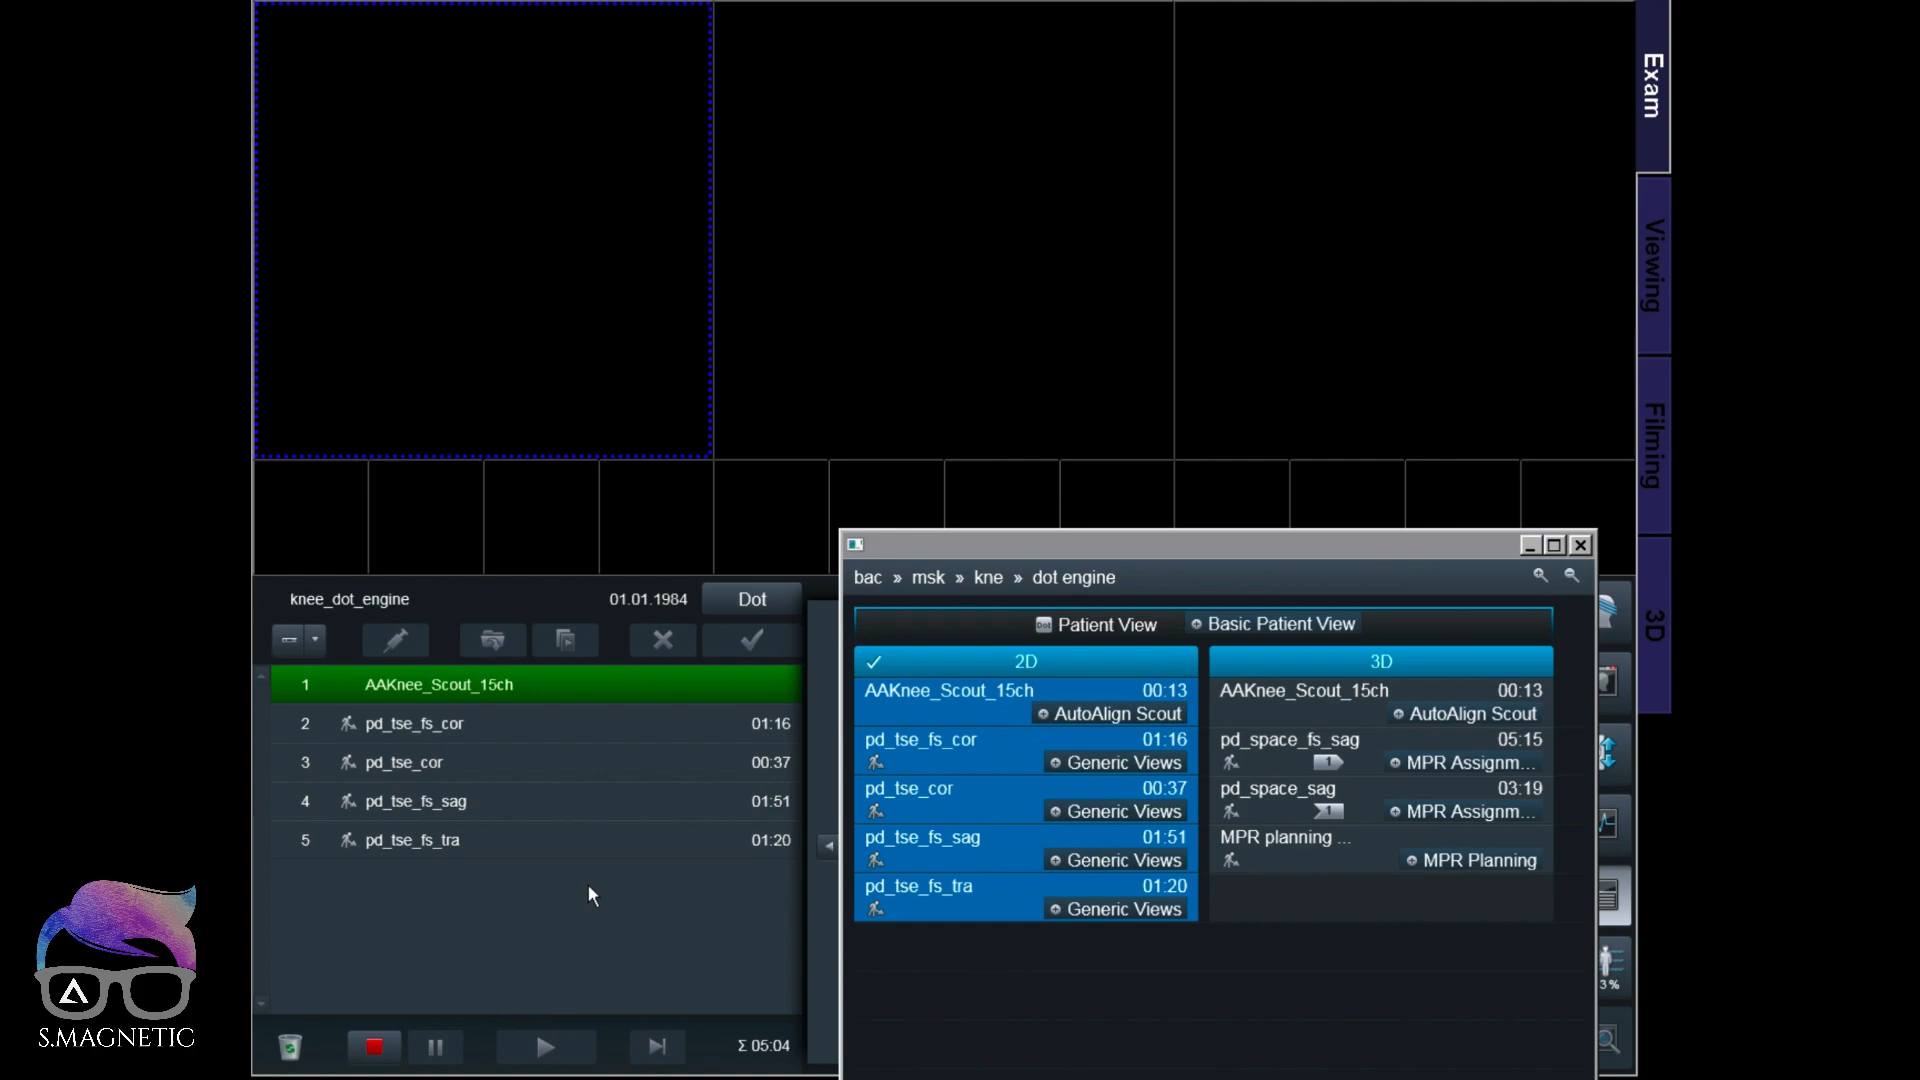 Exam
Viewing
Filming
3D
knee_dot_engine 01.01.1984 Dot
1 AAKnee_Scout_15ch
2 pd_tse_fs_cor 01:16
3 pd_tse_cor 00:37
4 pd_tse_fs_sag 01:51
5 pd_tse_fs_tra 01:20
Σ 05:04
bac » msk » kne » dot engine
Dot Patient View Basic Patient View
2D
AAKnee_Scout_15ch 00:13
AutoAlign Scout
pd_tse_fs_cor 01:16
Generic Views
pd_tse_cor 00:37
Generic Views
pd_tse_fs_sag 01:51
Generic Views
pd_tse_fs_tra 01:20
Generic Views
3D
AAKnee_Scout_15ch 00:13
AutoAlign Scout
pd_space_fs_sag 05:15
1 MPR Assignm...
pd_space_sag 03:19
1 MPR Assignm...
MPR planning ...
MPR Planning
3%
S.MAGNETIC